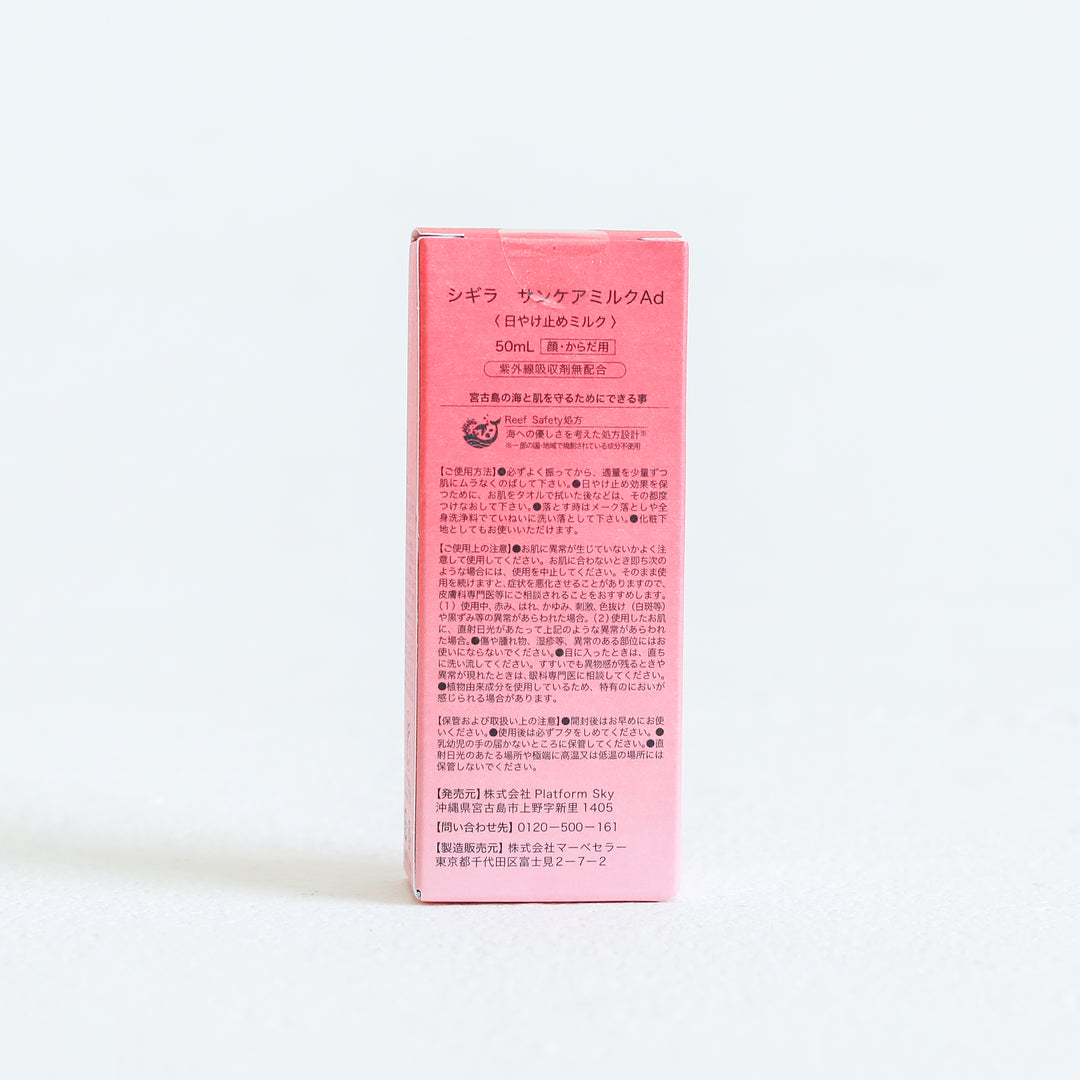 シギラ　サンケアミルクAd
〈 日やけ止めミルク 〉
50mL 顔・からだ用
紫外線吸収剤無配合
宮古島の海と肌を守るためにできる事
Reef Safety処方
海への優しさを考えた処方設計※
※一部の国・地域で規制されている成分不使用
【ご使用方法】●必ずよく振ってから、適量を少量ずつ
肌にムラなくのばして下さい。●日やけ止め効果を保
つために、お肌をタオルで拭いた後などは、その都度
つけなおして下さい。●落とす時はメーク落としや全
身洗浄料でていねいに洗い落として下さい。●化粧下
地としてもお使いいただけます。
【ご使用上の注意】●お肌に異常が生じていないかよく注
意して使用してください。お肌に合わないとき即ち次の
ような場合には、使用を中止してください。そのまま使
用を続けますと、症状を悪化させることがありますので、
皮膚科専門医等にご相談されることをおすすめします。
（1）使用中、赤み、はれ、かゆみ、刺激、色抜け（白斑等）
や黒ずみ等の異常があらわれた場合。（2）使用したお肌
に、直射日光があたって上記のような異常があらわれ
た場合。●傷や腫れ物、湿疹等、異常のある部位にはお
使いにならないでください。●目に入ったときは、直ち
に洗い流してください。すすいでも異物感が残るときや
異常が現れたときは、眼科専門医に相談してください。
●植物由来成分を使用しているため、特有のにおいが
感じられる場合があります。
【保管および取扱い上の注意】●開封後はお早めにお使
いください。●使用後は必ずフタをしめてください。●
乳幼児の手の届かないところに保管してください。●直
射日光のあたる場所や極端に高温又は低温の場所には
保管しないでください。
【発売元】株式会社 Platform Sky
沖縄県宮古島市上野字新里 1405
【問い合わせ先】0120－500－161
【製造販売元】株式会社マーベセラー
東京都千代田区富士見2－7－2